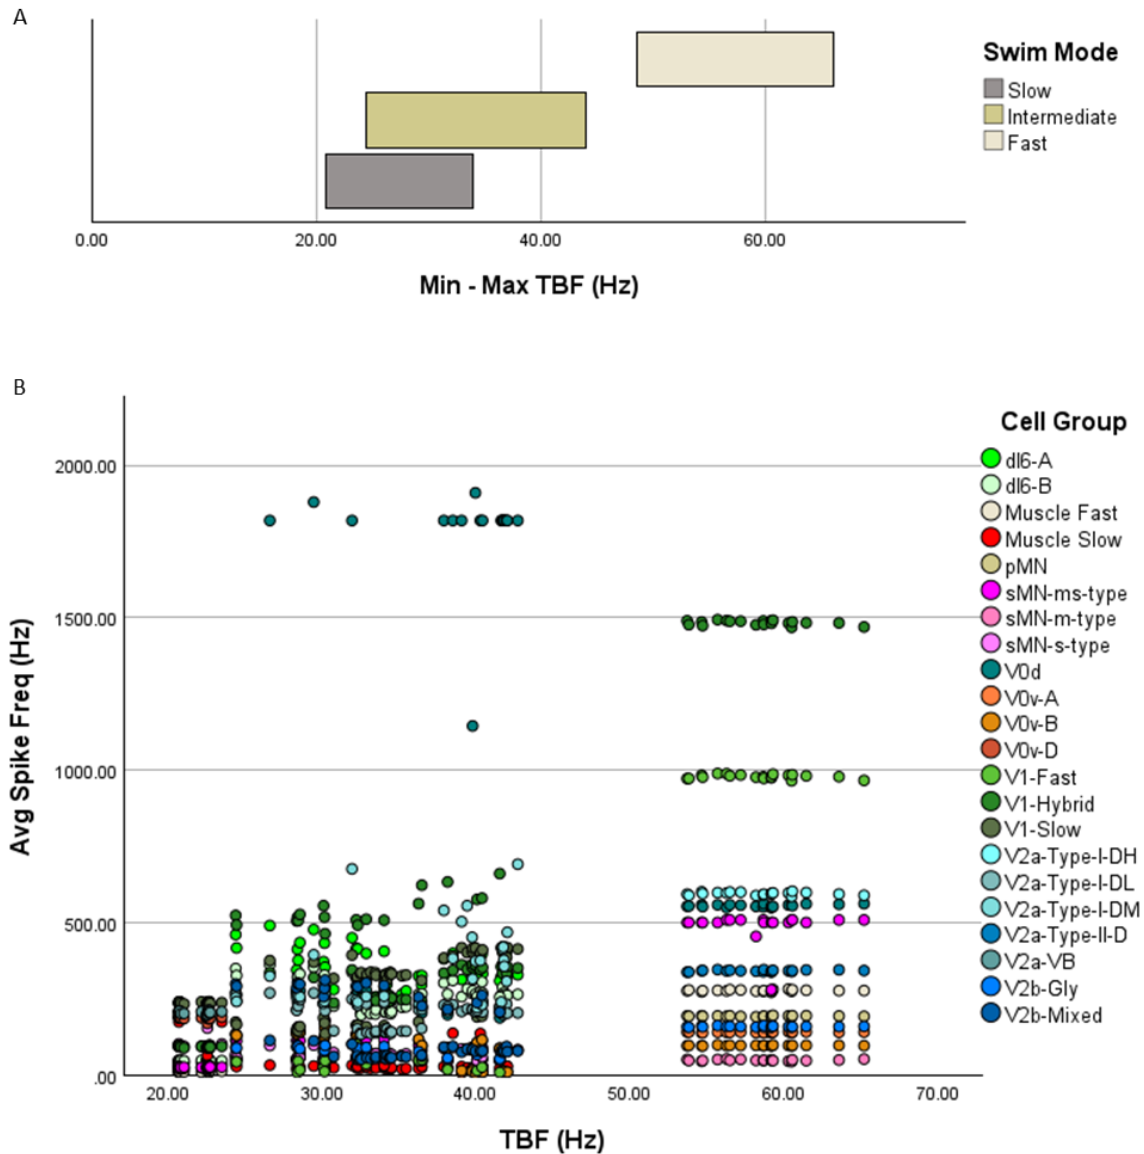 A
Swim Mode
Slow
Intermediate
Fast
0.00 20.00 40.00 60.00
Min - Max TBF (Hz)
B
Cell Group
dI6-A
dI6-B
Muscle Fast
Muscle Slow
pMN
sMN-ms-type
sMN-m-type
sMN-s-type
V0d
V0v-A
V0v-B
V0v-D
V1-Fast
V1-Hybrid
V1-Slow
V2a-Type-I-DH
V2a-Type-I-DL
V2a-Type-I-DM
V2a-Type-II-D
V2a-VB
V2b-Gly
V2b-Mixed
Avg Spike Freq (Hz)
2000.00
1500.00
1000.00
500.00
.00
20.00 30.00 40.00 50.00 60.00 70.00
TBF (Hz)